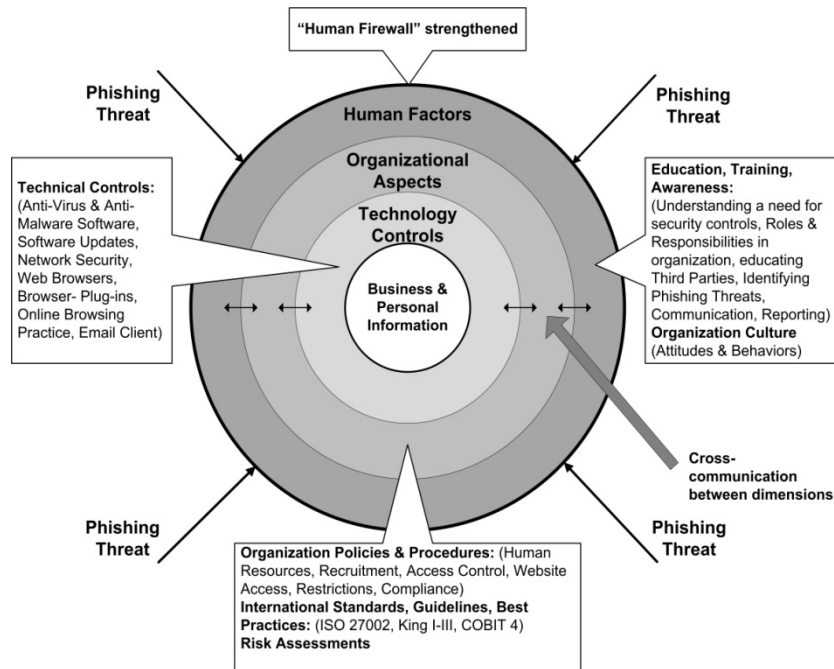 “Human Firewall” strengthened
Phishing
Threat
Phishing
Threat
Human Factors
Organizational
Aspects
Technology
Controls
Business &
Personal
Information
Technical Controls:
(Anti-Virus & Anti-
Malware Software,
Software Updates,
Network Security,
Web Browsers,
Browser- Plug-ins,
Online Browsing
Practice, Email Client)
Education, Training,
Awareness:
(Understanding a need for
security controls, Roles &
Responsibilities in
organization, educating
Third Parties, Identifying
Phishing Threats,
Communication, Reporting)
Organization Culture
(Attitudes & Behaviors)
Cross-
communication
between dimensions
Phishing
Threat
Phishing
Threat
Organization Policies & Procedures: (Human
Resources, Recruitment, Access Control, Website
Access, Restrictions, Compliance)
International Standards, Guidelines, Best
Practices: (ISO 27002, King I-III, COBIT 4)
Risk Assessments